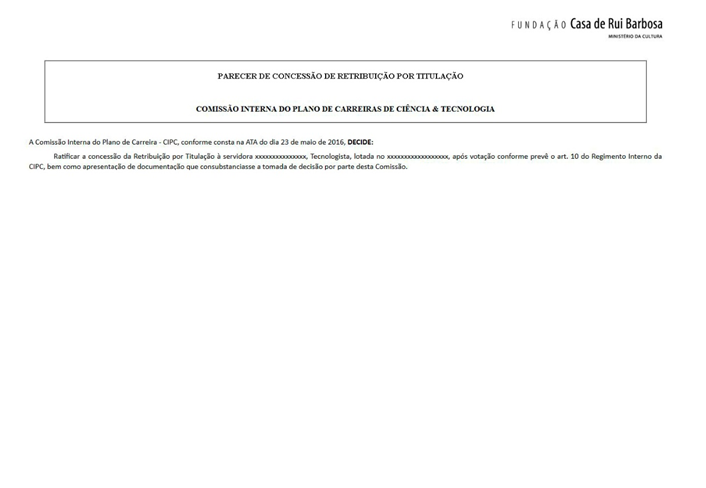 FUNDAÇÃO Casa de Rui Barbosa
MINISTÉRIO DA CULTURA
PARECER DE CONCESSÃO DE RETRIBUIÇÃO POR TITULAÇÃO
COMISSÃO INTERNA DO PLANO DE CARREIRAS DE CIÊNCIA & TECNOLOGIA
A Comissão Interna do Plano de Carreira - CIPC, conforme consta na ATA do dia 23 de maio de 2016, DECIDE:
Ratificar a concessão da Retribuição por Titulação à servidora xxxxxxxxxxxxxxx, Tecnologista, lotada no xxxxxxxxxxxxxxxxxx, após votação conforme prevê o art. 10 do Regimento Interno da
CIPC, bem como apresentação de documentação que consubstanciasse a tomada de decisão por parte desta Comissão.